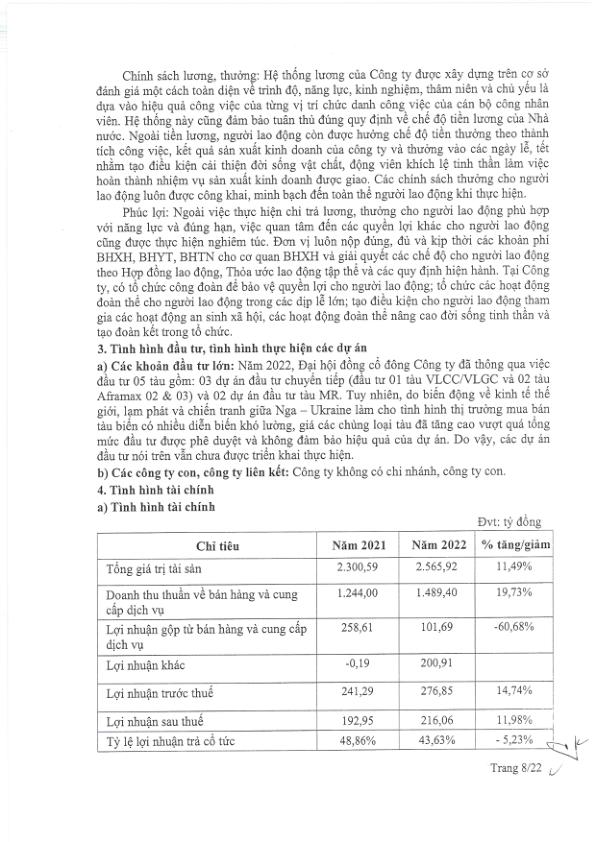 Chính sách lương, thưởng: Hệ thống lương của Công ty được xây dựng trên cơ sở
đánh giá một cách toàn diện về trình độ, năng lực, kinh nghiệm, thâm niên và chủ yếu là
dựa vào hiệu quả công việc của từng vị trí chức danh công việc của cán bộ công nhân
viên. Hệ thống này cũng đảm bảo tuân thủ đúng quy định về chế độ tiền lương của Nhà
nước. Ngoài tiền lương, người lao động còn được hưởng chế độ tiền thưởng theo thành
tích công việc, kết quả sản xuất kinh doanh của công ty và thưởng vào các ngày lễ, tết
nhằm tạo điều kiện cải thiện đời sống vật chất, động viên khích lệ tinh thần làm việc
hoàn thành nhiệm vụ sản xuất kinh doanh được giao. Các chính sách thưởng cho người
lao động luôn được công khai, minh bạch đến toàn thể người lao động khi thực hiện.
Phúc lợi: Ngoài việc thực hiện chi trả lương, thưởng cho người lao động phù hợp
với năng lực và đúng hạn, việc quan tâm đến các quyền lợi khác cho người lao động
cũng được thực hiện nghiêm túc. Đơn vị luôn nộp đúng, đủ và kịp thời các khoản phí
BHXH, BHYT, BHTN cho cơ quan BHXH và giải quyết các chế độ cho người lao động
theo Hợp đồng lao động, Thỏa ước lao động tập thể và các quy định hiện hành. Tại Công
ty, có tổ chức công đoàn để bảo vệ quyền lợi cho người lao động; tổ chức các hoạt động
đoàn thể cho người lao động trong các dịp lễ lớn; tạo điều kiện cho người lao động tham
gia các hoạt động an sinh xã hội, các hoạt động đoàn thể nâng cao đời sống tinh thần và
tạo đoàn kết trong tổ chức.
3. Tình hình đầu tư, tình hình thực hiện các dự án
a) Các khoản đầu tư lớn: Năm 2022, Đại hội đồng cổ đông Công ty đã thông qua việc
đầu tư 05 tàu gồm: 03 dự án đầu tư chuyển tiếp (đầu tư 01 tàu VLCC/VLGC và 02 tàu
Aframax 02 & 03) và 02 dự án đầu tàu MR. Tuy nhiên, do biến động về kinh tế thế
giới, lạm phát và chiến tranh giữa Nga – Ukraine làm cho tình hình thị trường mua bán
tàu biển có nhiều diễn biến khó lường, giá các chủng loại tàu đã tăng cao vượt quá tổng
mức đầu tư được phê duyệt và không đảm bảo hiệu quả của dự án. Do vậy, các dự án
đầu tư nói trên vẫn chưa được triển khai thực hiện.
b) Các công ty con, công ty liên kết: Công ty không có chi nhánh, công ty con.
4. Tình hình tài chính
a) Tình hình tài chính
Đvt: tỷ đồng
Chỉ tiêu Năm 2021 Năm 2022 % tăng/giảm
Tổng giá trị tài sản 2.300,59 2.565,92 11,49%
Doanh thu thuần về bán hàng và cung 1.244,00 1.489,40 19,73%
cấp dịch vụ
Lợi nhuận gộp từ bán hàng và cung cấp 258,61 101,69 -60,68%
dịch vụ
Lợi nhuận khác -0,19 200,91
Lợi nhuận trước thuế 241,29 276,85 14,74%
Lợi nhuận sau thuế 192,95 216,06 11,98%
Tỷ lệ lợi nhuận trả cổ tức 48,86% 43,63% - 5,23%
Trang 8/22